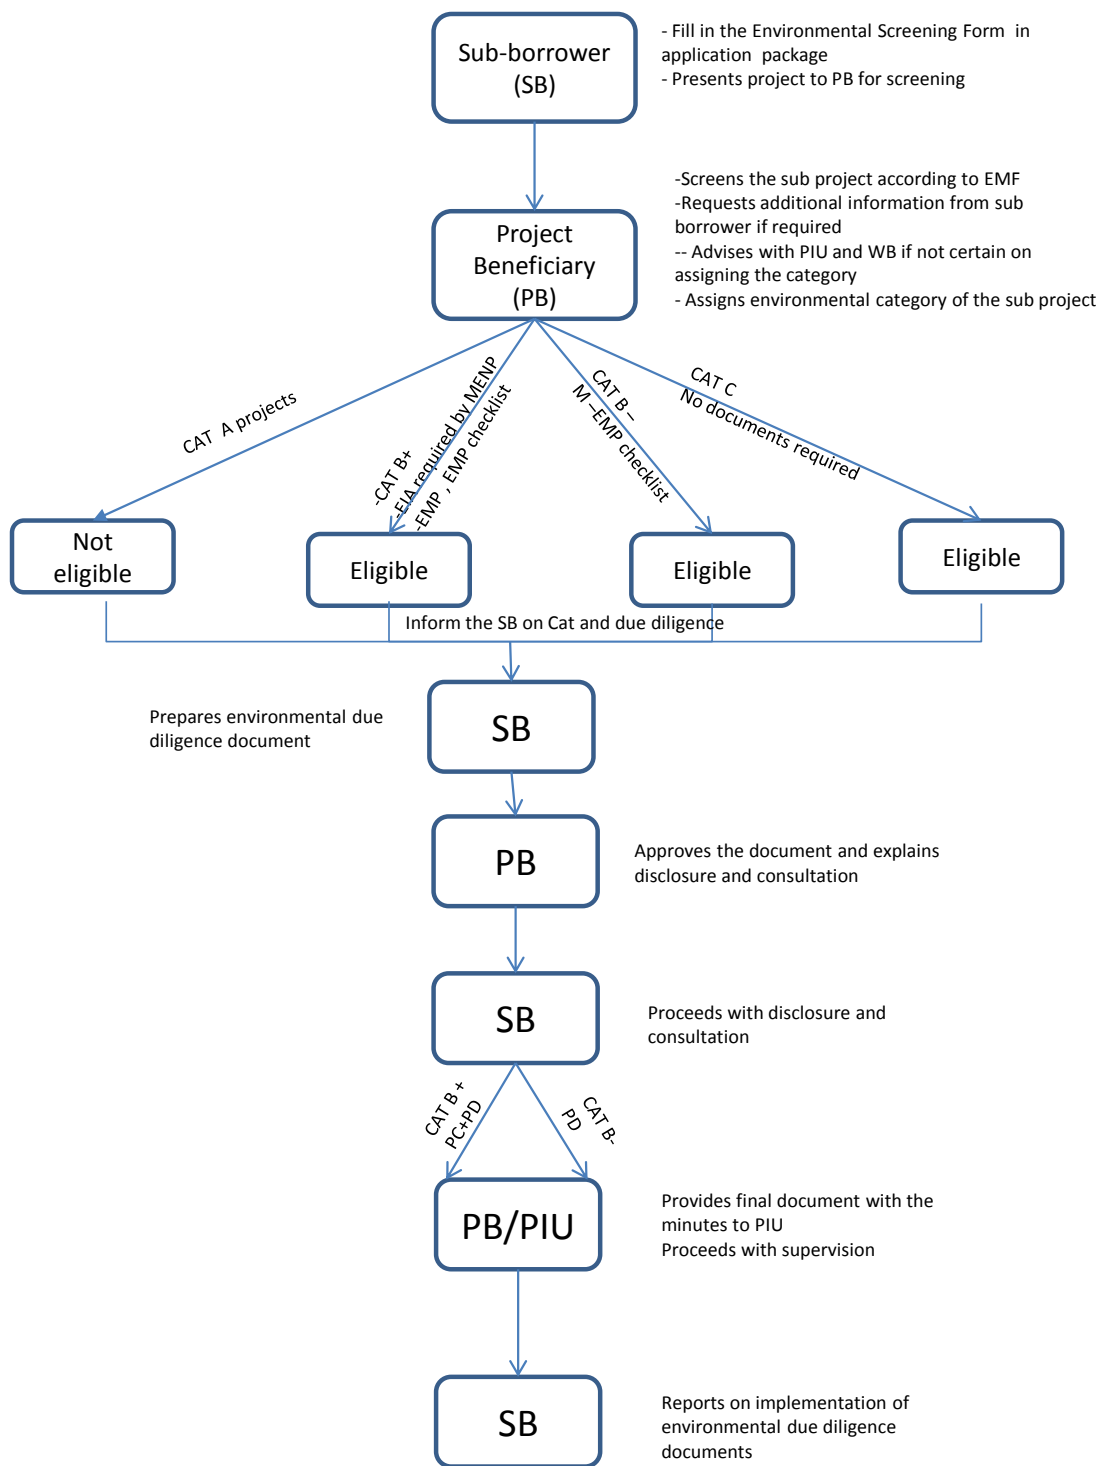 Sub-borrower
(SB)
- Fill in the Environmental Screening Form  in
application  package
- Presents project to PB for screening
Project
Beneficiary
(PB)
-Screens the sub project according to EMF
-Requests additional information from sub
borrower if required
-- Advises with PIU and WB if not certain on
assigning the category
- Assigns environmental category of the sub project
CAT  A projects
-CAT B+
-EIA required by MENP
-EMP , EMP checklist
CAT B –
M –EMP checklist
CAT C
No documents required
Not
eligible
Eligible
Eligible
Eligible
Inform the SB on Cat and due diligence
Prepares environmental due
diligence document
SB
PB
Approves the document and explains
disclosure and consultation
SB
Proceeds with disclosure and
consultation
CAT B +
PC+PD
CAT B-
PD
PB/PIU
Provides final document with the
minutes to PIU
Proceeds with supervision
SB
Reports on implementation of
environmental due diligence
documents